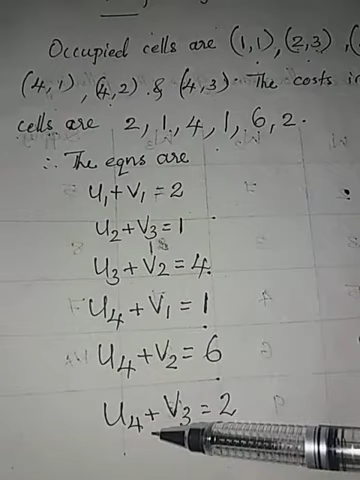 Occupied cells are (1,1), (2,3),
(4,1), (4,2) & (4,3). The costs in
cells are 2, 1, 4, 1, 6, 2.
∴ The eqns are
U₁ + V₁ = 2
U₂ + V₃ = 1
U₃ + V₂ = 4.
U₄ + V₁ = 1
U₄ + V₂ = 6
U₄ + V₃ = 2